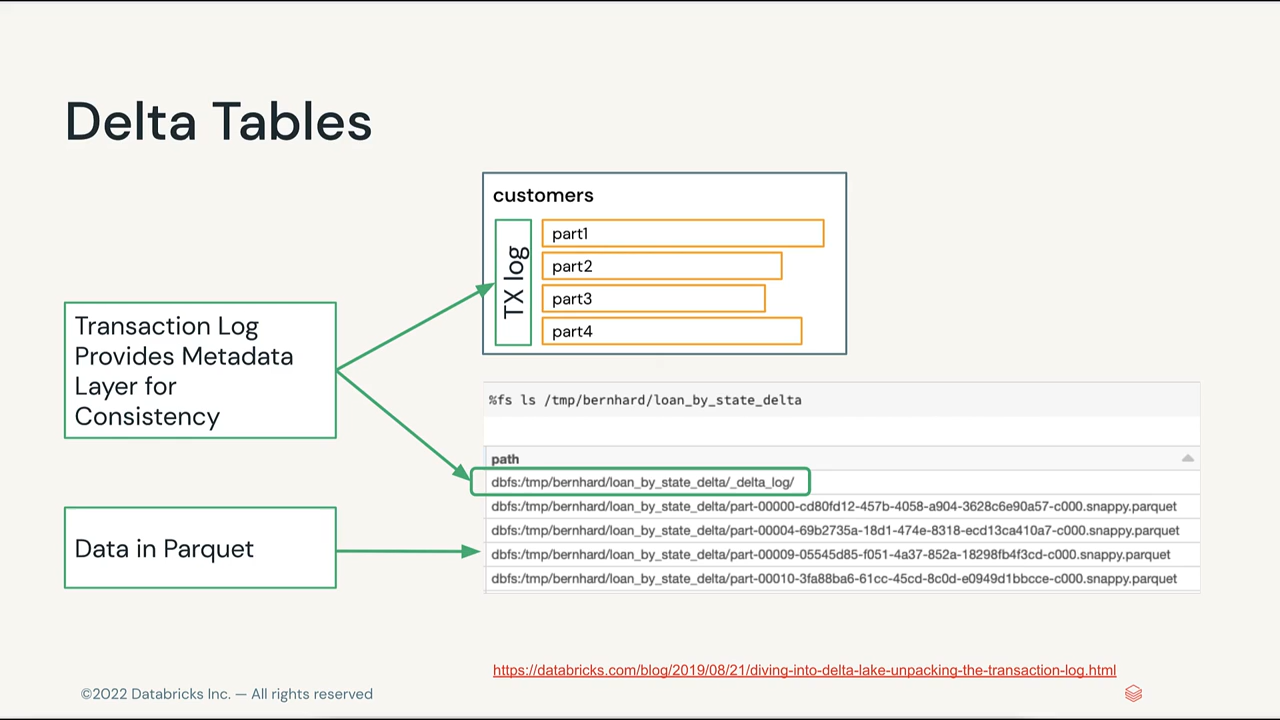 Delta Tables
customers
TX log
part1
part2
part3
part4
Transaction Log
Provides Metadata
Layer for
Consistency
%fs ls /tmp/bernhard/loan_by_state_delta
path
dbfs:/tmp/bernhard/loan_by_state_delta/_delta_log/
dbfs:/tmp/bernhard/loan_by_state_delta/part-00000-cd80fd12-457b-4058-a904-3628c6e90a57-c000.snappy.parquet
dbfs:/tmp/bernhard/loan_by_state_delta/part-00004-69b2735a-18d1-474e-8318-ecd13ca410a7-c000.snappy.parquet
dbfs:/tmp/bernhard/loan_by_state_delta/part-00009-05545d85-f051-4a37-852a-18298fb4f3cd-c000.snappy.parquet
dbfs:/tmp/bernhard/loan_by_state_delta/part-00010-3fa88ba6-61cc-45cd-8c0d-e0949d1bbcce-c000.snappy.parquet
Data in Parquet
https://databricks.com/blog/2019/08/21/diving-into-delta-lake-unpacking-the-transaction-log.html
©2022 Databricks Inc. — All rights reserved